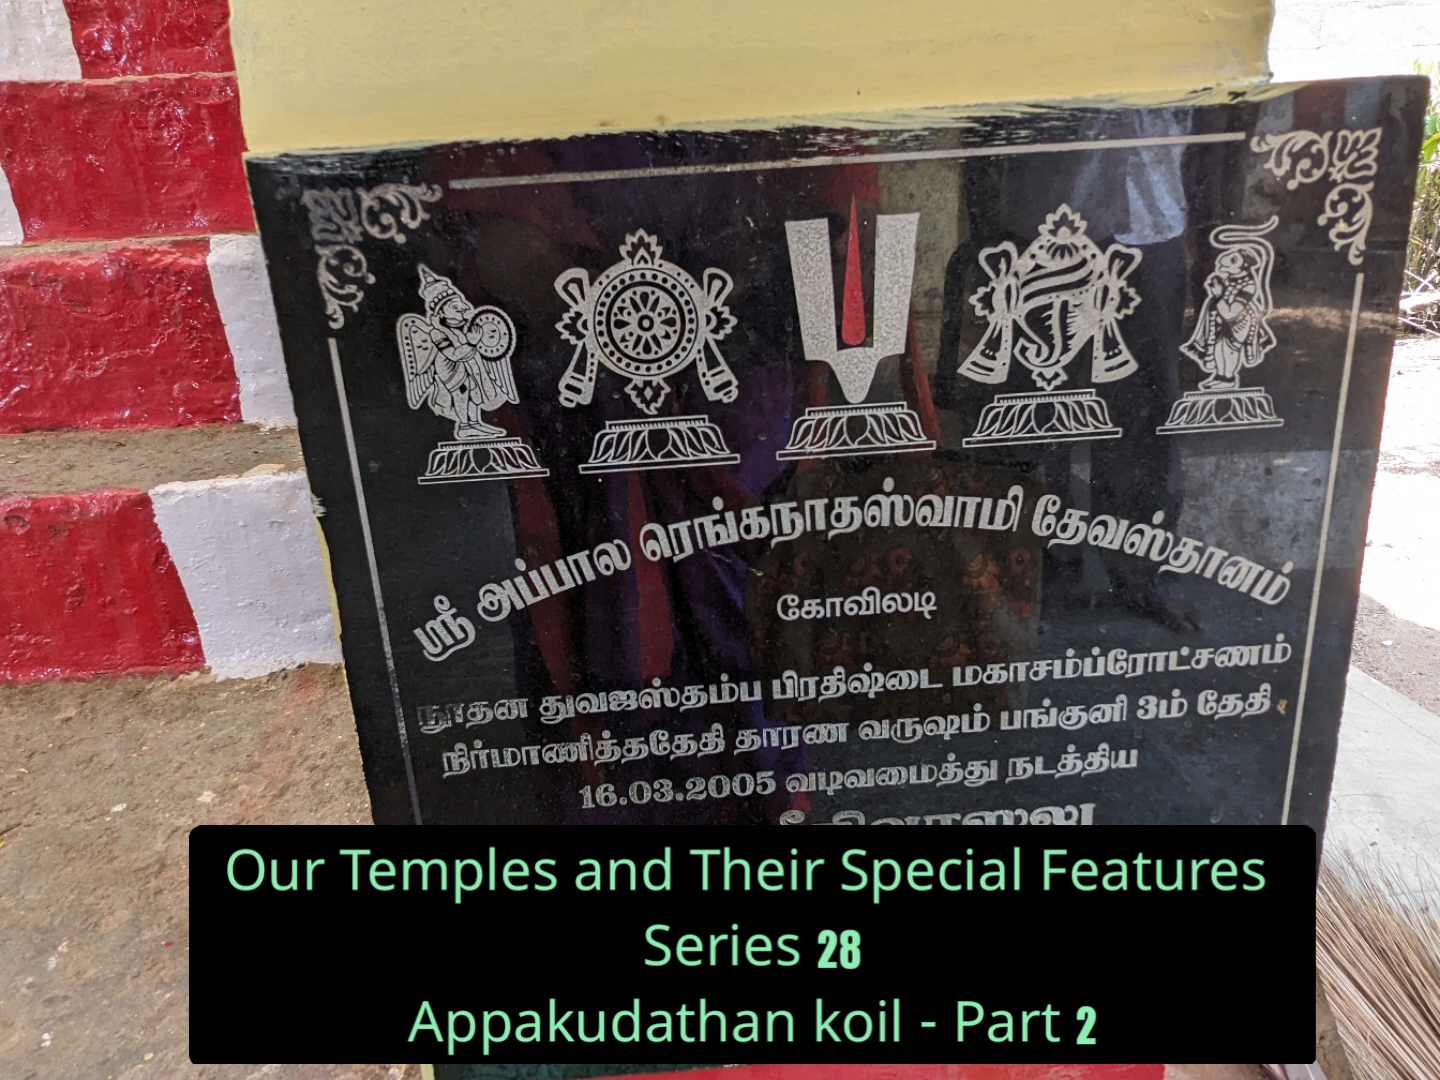 ஸ்ரீ அப்பால ரெங்கநாதஸ்வாமி தேவஸ்தானம்
கோவிலடி
நூதன துவஜஸ்தம்ப பிரதிஷ்டை மகாசம்ப்ரோட்சணம்
நிர்மாணித்ததேதி தாரண வருஷம் பங்குனி 3ம் தேதி
16.03.2005 வடிவமைத்து நடத்திய
Our Temples and Their Special Features
Series 28
Appakudathan koil - Part 2